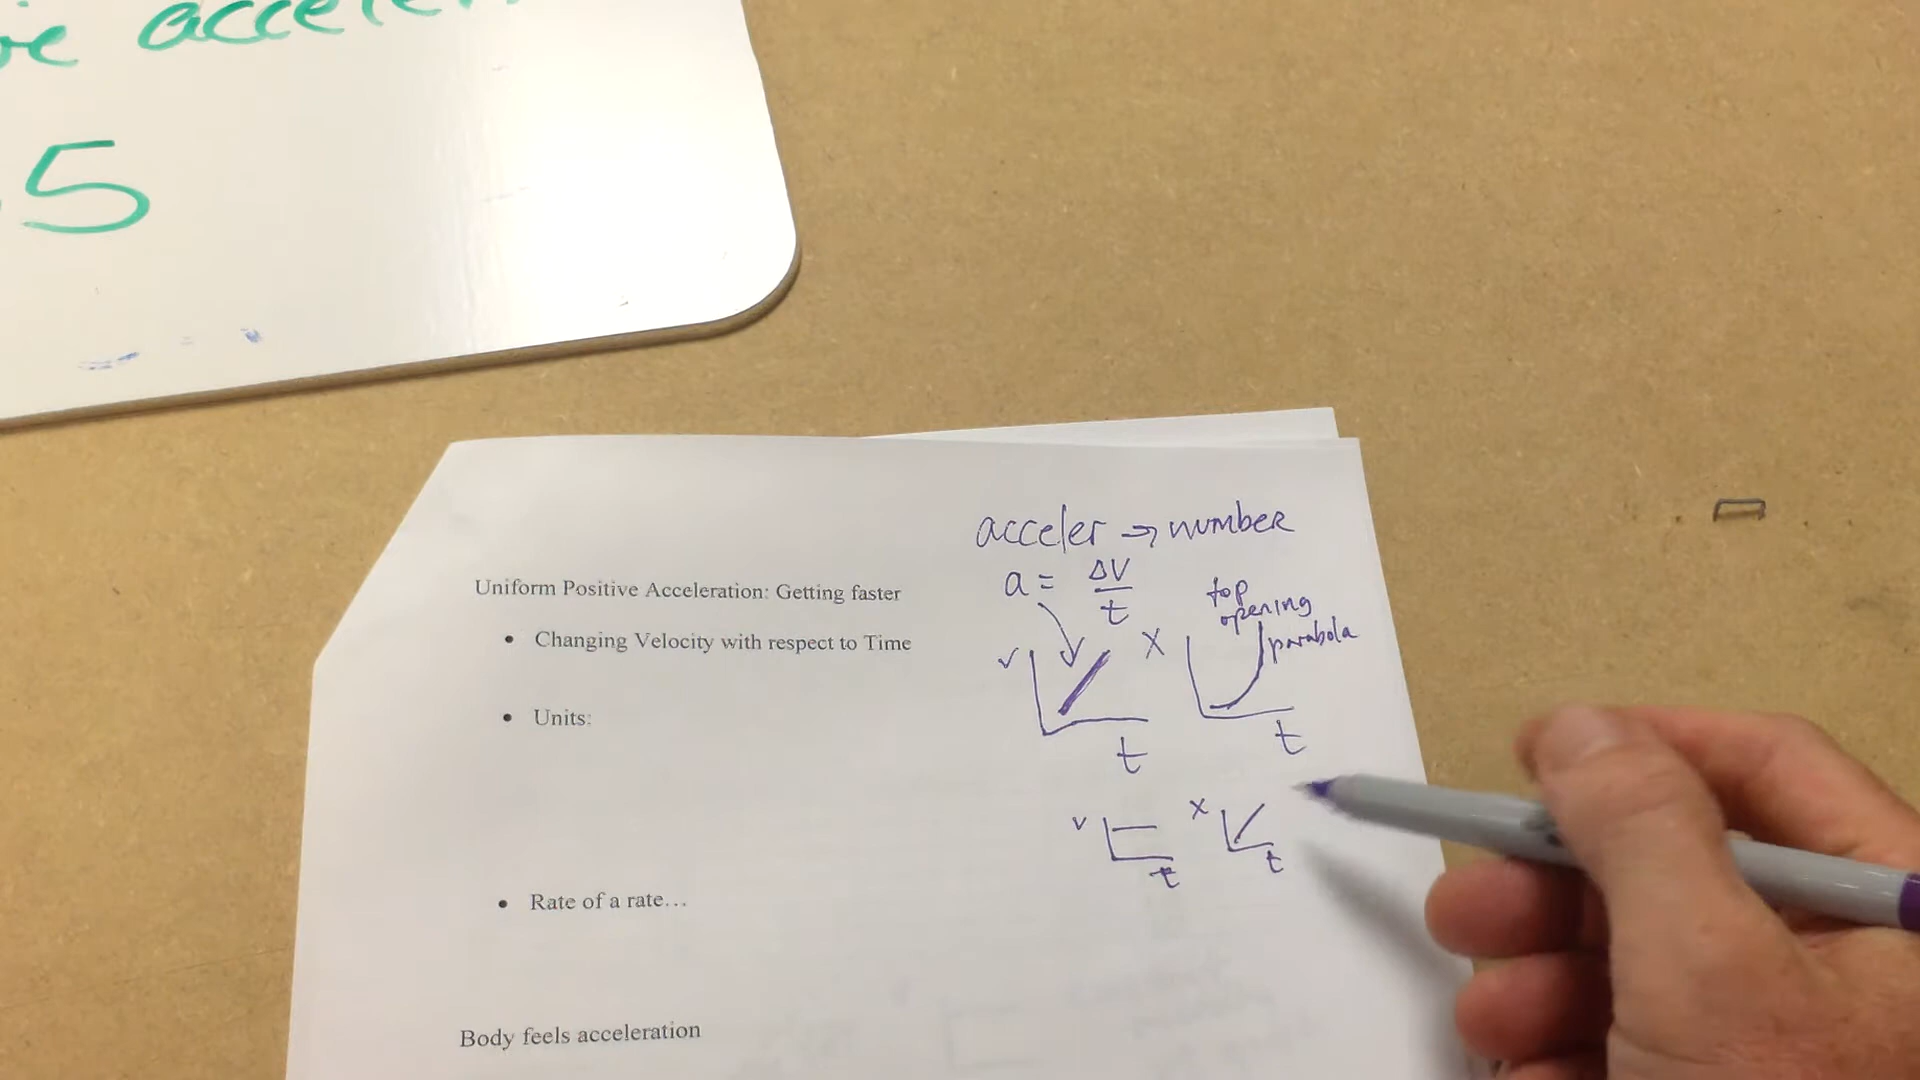 acceler
5
acceler → number
a = ΔV
t
Uniform Positive Acceleration: Getting faster
top
opening
parabola
• Changing Velocity with respect to Time
v
x
t
t
• Units:
v
x
t
t
• Rate of a rate...
Body feels acceleration